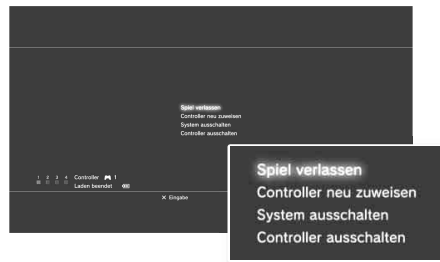 Spiel verlassen
Controller neu zuweisen
System ausschalten
Controller ausschalten
1 2 3 4 Controller 1
Laden beendet
X Eingabe
Spiel verlassen
Controller neu zuweisen
System ausschalten
Controller ausschalten